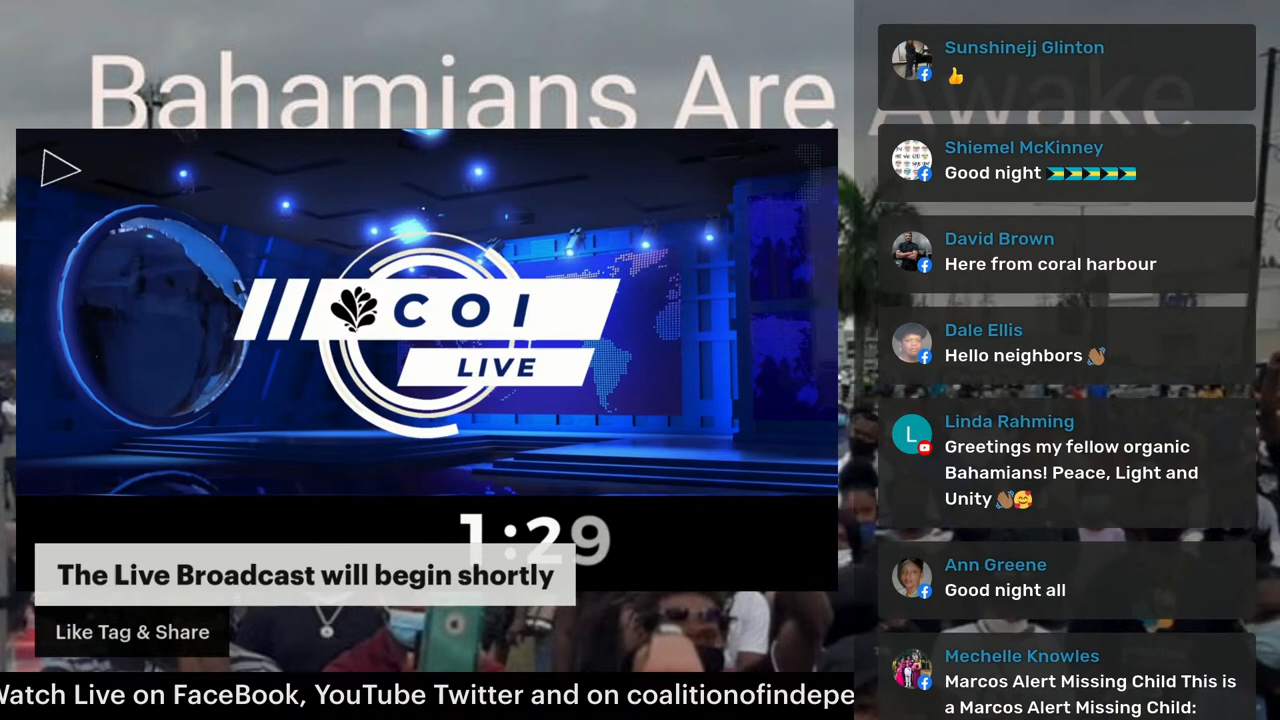 Bahamians Are Awake
COI
LIVE
1:29
The Live Broadcast will begin shortly
Like Tag & Share
Watch Live on FaceBook, YouTube Twitter and on coalitionofindepe
Sunshinejj Glinton
👍
Shiemel McKinney
Good night 🇧🇸🇧🇸🇧🇸🇧🇸🇧🇸
David Brown
Here from coral harbour
Dale Ellis
Hello neighbors 👋🏾
L
Linda Rahming
Greetings my fellow organic
Bahamians! Peace, Light and
Unity 👋🏾🥰
Ann Greene
Good night all
Mechelle Knowles
Marcos Alert Missing Child This is
a Marcos Alert Missing Child: